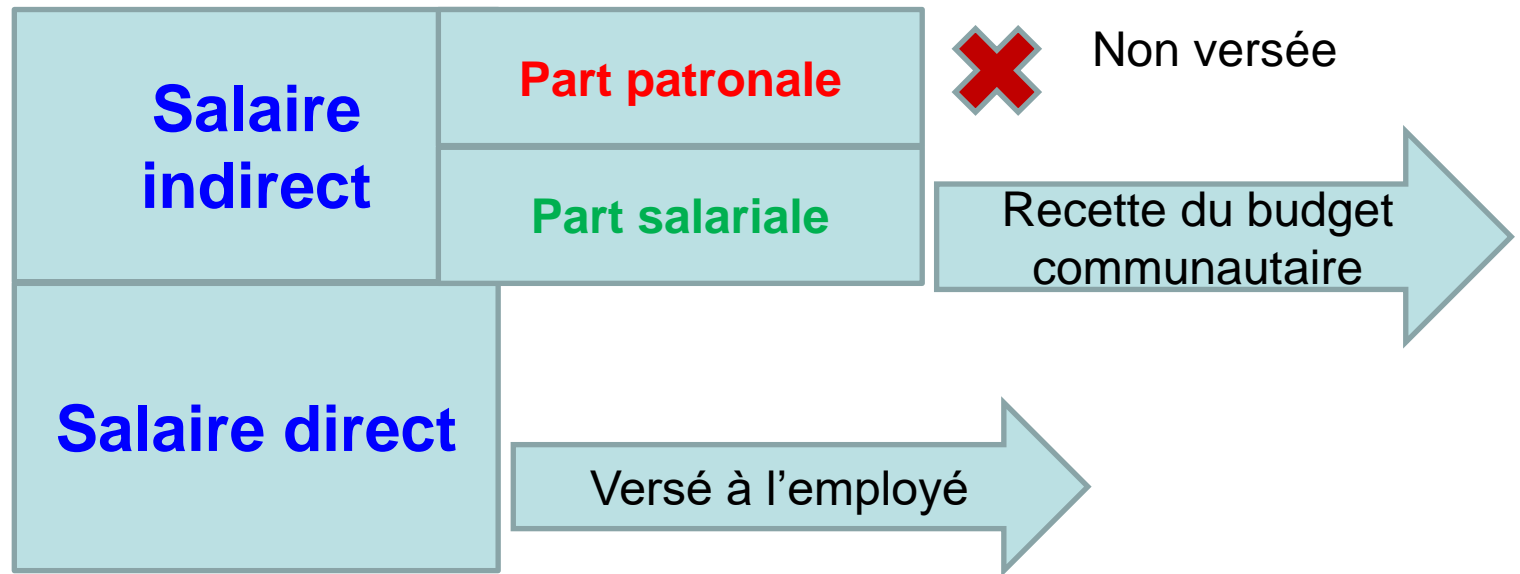 Salaire
indirect
Part patronale
Non versée
Part salariale
Recette du budget
communautaire
Salaire direct
Versé à l’employé